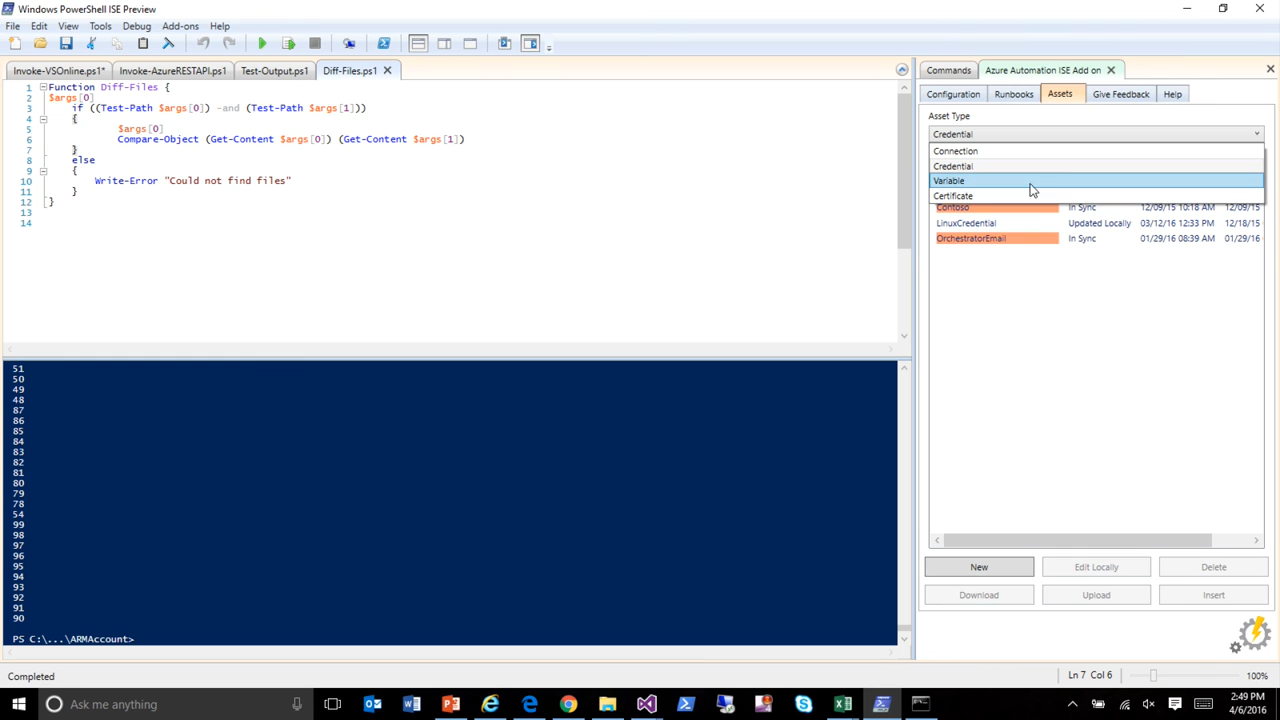 Windows PowerShell ISE Preview
File Edit View Tools Debug Add-ons Help
Invoke-VSOnline.ps1* Invoke-AzureRESTAPI.ps1 Test-Output.ps1 Diff-Files.ps1
1 Function Diff-Files {
2 $args[0]
3 if ((Test-Path $args[0]) -and (Test-Path $args[1]))
4 {
5 $args[0]
6 Compare-Object (Get-Content $args[0]) (Get-Content $args[1])
7 }
8 else
9 {
10 Write-Error "Could not find files"
11 }
12 }
13
14
51
50
49
48
87
86
85
84
83
82
81
80
79
78
54
99
98
97
96
95
94
93
92
91
90
PS C:\...\ARMAccount>
Commands Azure Automation ISE Add on
Configuration Runbooks Assets Give Feedback Help
Asset Type
Credential
Connection
Credential
Variable
Certificate
Contoso In Sync 12/09/15 10:18 AM 12/09/15
LinuxCredential Updated Locally 03/12/16 12:33 PM 12/18/15
OrchestratorEmail In Sync 01/29/16 08:39 AM 01/29/16
New Edit Locally Delete
Download Upload Insert
Completed Ln 7 Col 6 100%
Ask me anything
2:49 PM
4/6/2016